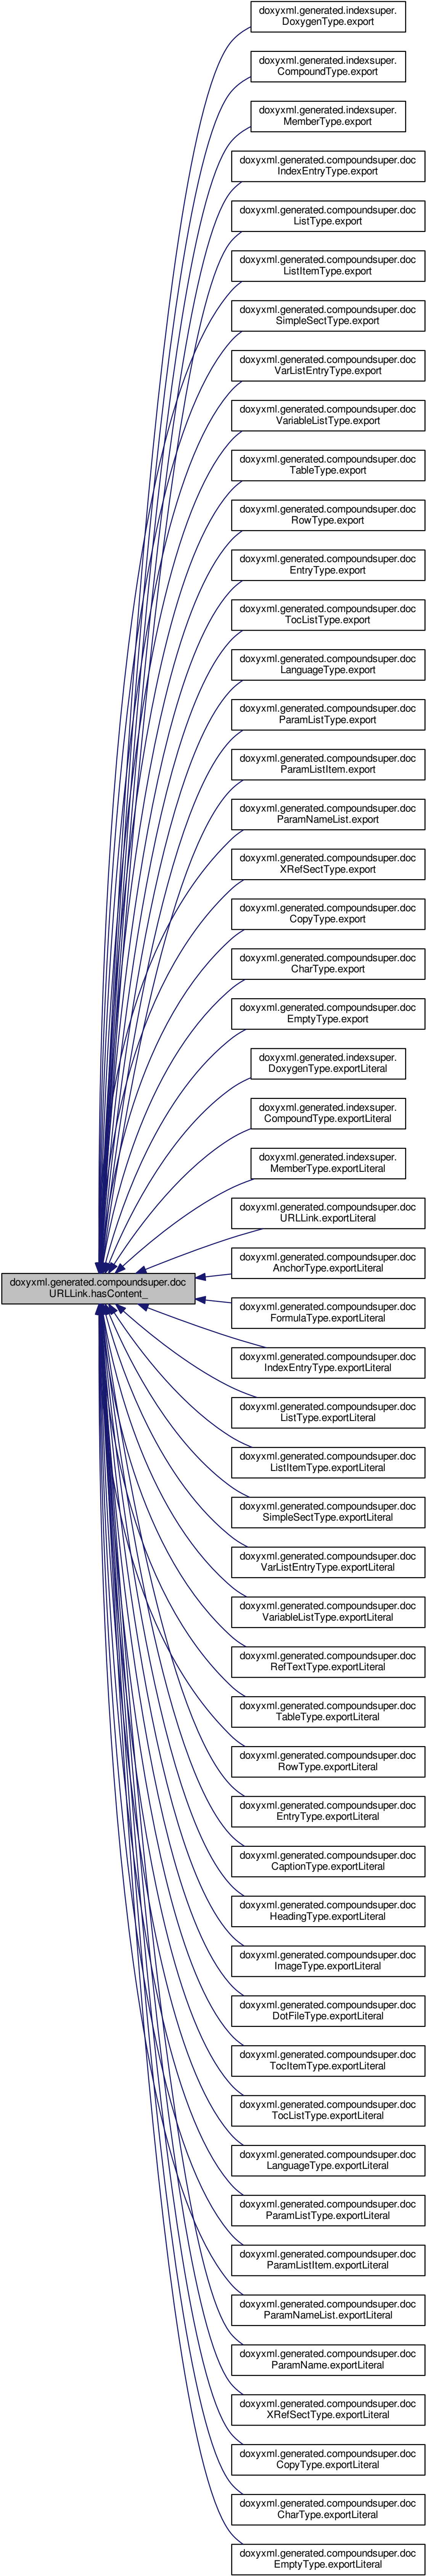 doxyxml.generated.indexsuper.
DoxygenType.export
doxyxml.generated.indexsuper.
CompoundType.export
doxyxml.generated.indexsuper.
MemberType.export
doxyxml.generated.compoundsuper.doc
IndexEntryType.export
doxyxml.generated.compoundsuper.doc
ListType.export
doxyxml.generated.compoundsuper.doc
ListItemType.export
doxyxml.generated.compoundsuper.doc
SimpleSectType.export
doxyxml.generated.compoundsuper.doc
VarListEntryType.export
doxyxml.generated.compoundsuper.doc
VariableListType.export
doxyxml.generated.compoundsuper.doc
TableType.export
doxyxml.generated.compoundsuper.doc
RowType.export
doxyxml.generated.compoundsuper.doc
EntryType.export
doxyxml.generated.compoundsuper.doc
TocListType.export
doxyxml.generated.compoundsuper.doc
LanguageType.export
doxyxml.generated.compoundsuper.doc
ParamListType.export
doxyxml.generated.compoundsuper.doc
ParamListItem.export
doxyxml.generated.compoundsuper.doc
ParamNameList.export
doxyxml.generated.compoundsuper.doc
XRefSectType.export
doxyxml.generated.compoundsuper.doc
CopyType.export
doxyxml.generated.compoundsuper.doc
CharType.export
doxyxml.generated.compoundsuper.doc
EmptyType.export
doxyxml.generated.indexsuper.
DoxygenType.exportLiteral
doxyxml.generated.indexsuper.
CompoundType.exportLiteral
doxyxml.generated.indexsuper.
MemberType.exportLiteral
doxyxml.generated.compoundsuper.doc
URLLink.exportLiteral
doxyxml.generated.compoundsuper.doc
AnchorType.exportLiteral
doxyxml.generated.compoundsuper.doc
URLLink.hasContent_
doxyxml.generated.compoundsuper.doc
FormulaType.exportLiteral
doxyxml.generated.compoundsuper.doc
IndexEntryType.exportLiteral
doxyxml.generated.compoundsuper.doc
ListType.exportLiteral
doxyxml.generated.compoundsuper.doc
ListItemType.exportLiteral
doxyxml.generated.compoundsuper.doc
SimpleSectType.exportLiteral
doxyxml.generated.compoundsuper.doc
VarListEntryType.exportLiteral
doxyxml.generated.compoundsuper.doc
VariableListType.exportLiteral
doxyxml.generated.compoundsuper.doc
RefTextType.exportLiteral
doxyxml.generated.compoundsuper.doc
TableType.exportLiteral
doxyxml.generated.compoundsuper.doc
RowType.exportLiteral
doxyxml.generated.compoundsuper.doc
EntryType.exportLiteral
doxyxml.generated.compoundsuper.doc
CaptionType.exportLiteral
doxyxml.generated.compoundsuper.doc
HeadingType.exportLiteral
doxyxml.generated.compoundsuper.doc
ImageType.exportLiteral
doxyxml.generated.compoundsuper.doc
DotFileType.exportLiteral
doxyxml.generated.compoundsuper.doc
TocItemType.exportLiteral
doxyxml.generated.compoundsuper.doc
TocListType.exportLiteral
doxyxml.generated.compoundsuper.doc
LanguageType.exportLiteral
doxyxml.generated.compoundsuper.doc
ParamListType.exportLiteral
doxyxml.generated.compoundsuper.doc
ParamListItem.exportLiteral
doxyxml.generated.compoundsuper.doc
ParamNameList.exportLiteral
doxyxml.generated.compoundsuper.doc
ParamName.exportLiteral
doxyxml.generated.compoundsuper.doc
XRefSectType.exportLiteral
doxyxml.generated.compoundsuper.doc
CopyType.exportLiteral
doxyxml.generated.compoundsuper.doc
CharType.exportLiteral
doxyxml.generated.compoundsuper.doc
EmptyType.exportLiteral